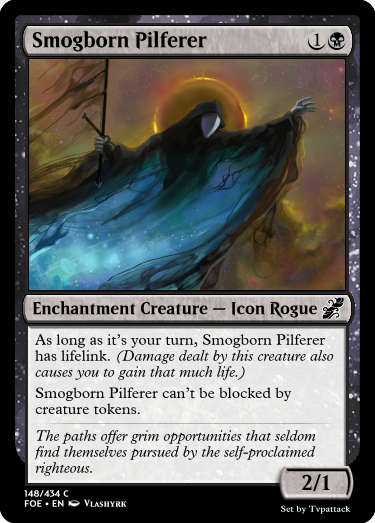 Smogborn Pilferer 1
Enchantment Creature — Icon Rogue
As long as it's your turn, Smogborn Pilferer
has lifelink. (Damage dealt by this creature also
causes you to gain that much life.)
Smogborn Pilferer can't be blocked by
creature tokens.
The paths offer grim opportunities that seldom
find themselves pursued by the self-proclaimed
righteous.
2/1
148/434 C
FOE • EN Vlashyrk
Set by Tvpattack